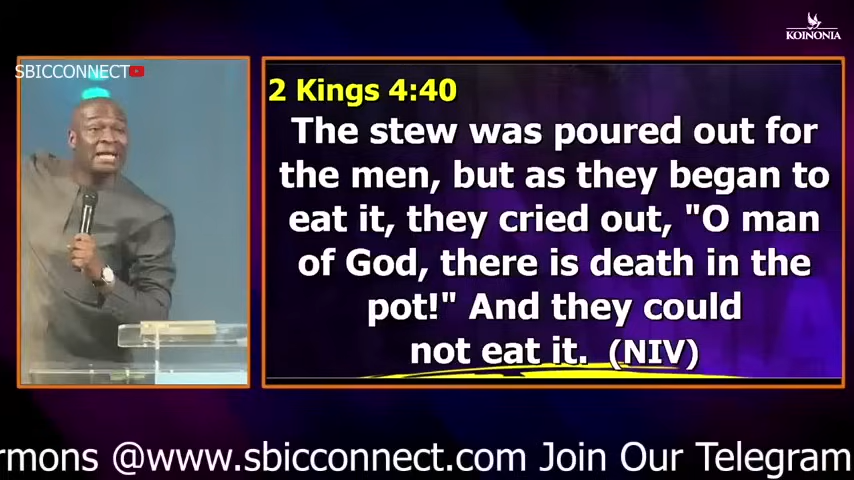 KOINONIA
SBICCONNECT
2 Kings 4:40
The stew was poured out for
the men, but as they began to
eat it, they cried out, "O man
of God, there is death in the
pot!" And they could
not eat it. (NIV)
rmons @www.sbicconnect.com Join Our Telegram